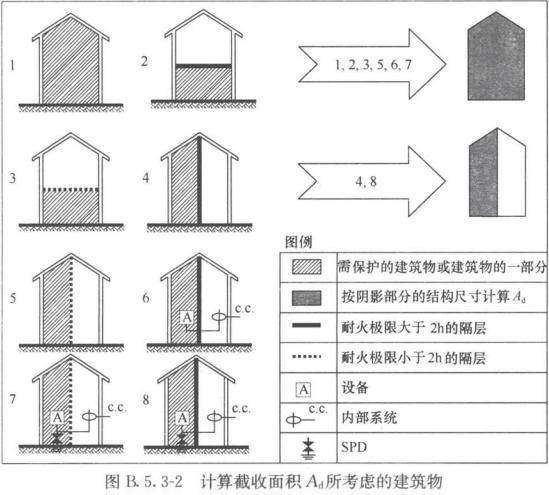 1
2
1, 2, 3, 5, 6, 7
3
4
4, 8
图例
需保护的建筑物或建筑物的一部分
按阴影部分的结构尺寸计算Ad
耐火极限大于 2h的隔层
耐火极限小于 2h的隔层
A 设备
c.c. 内部系统
SPD
5
6
A
c.c.
7
A
c.c.
8
A
c.c.
图 B.5.3-2 计算截收面积 Ad所考虑的建筑物